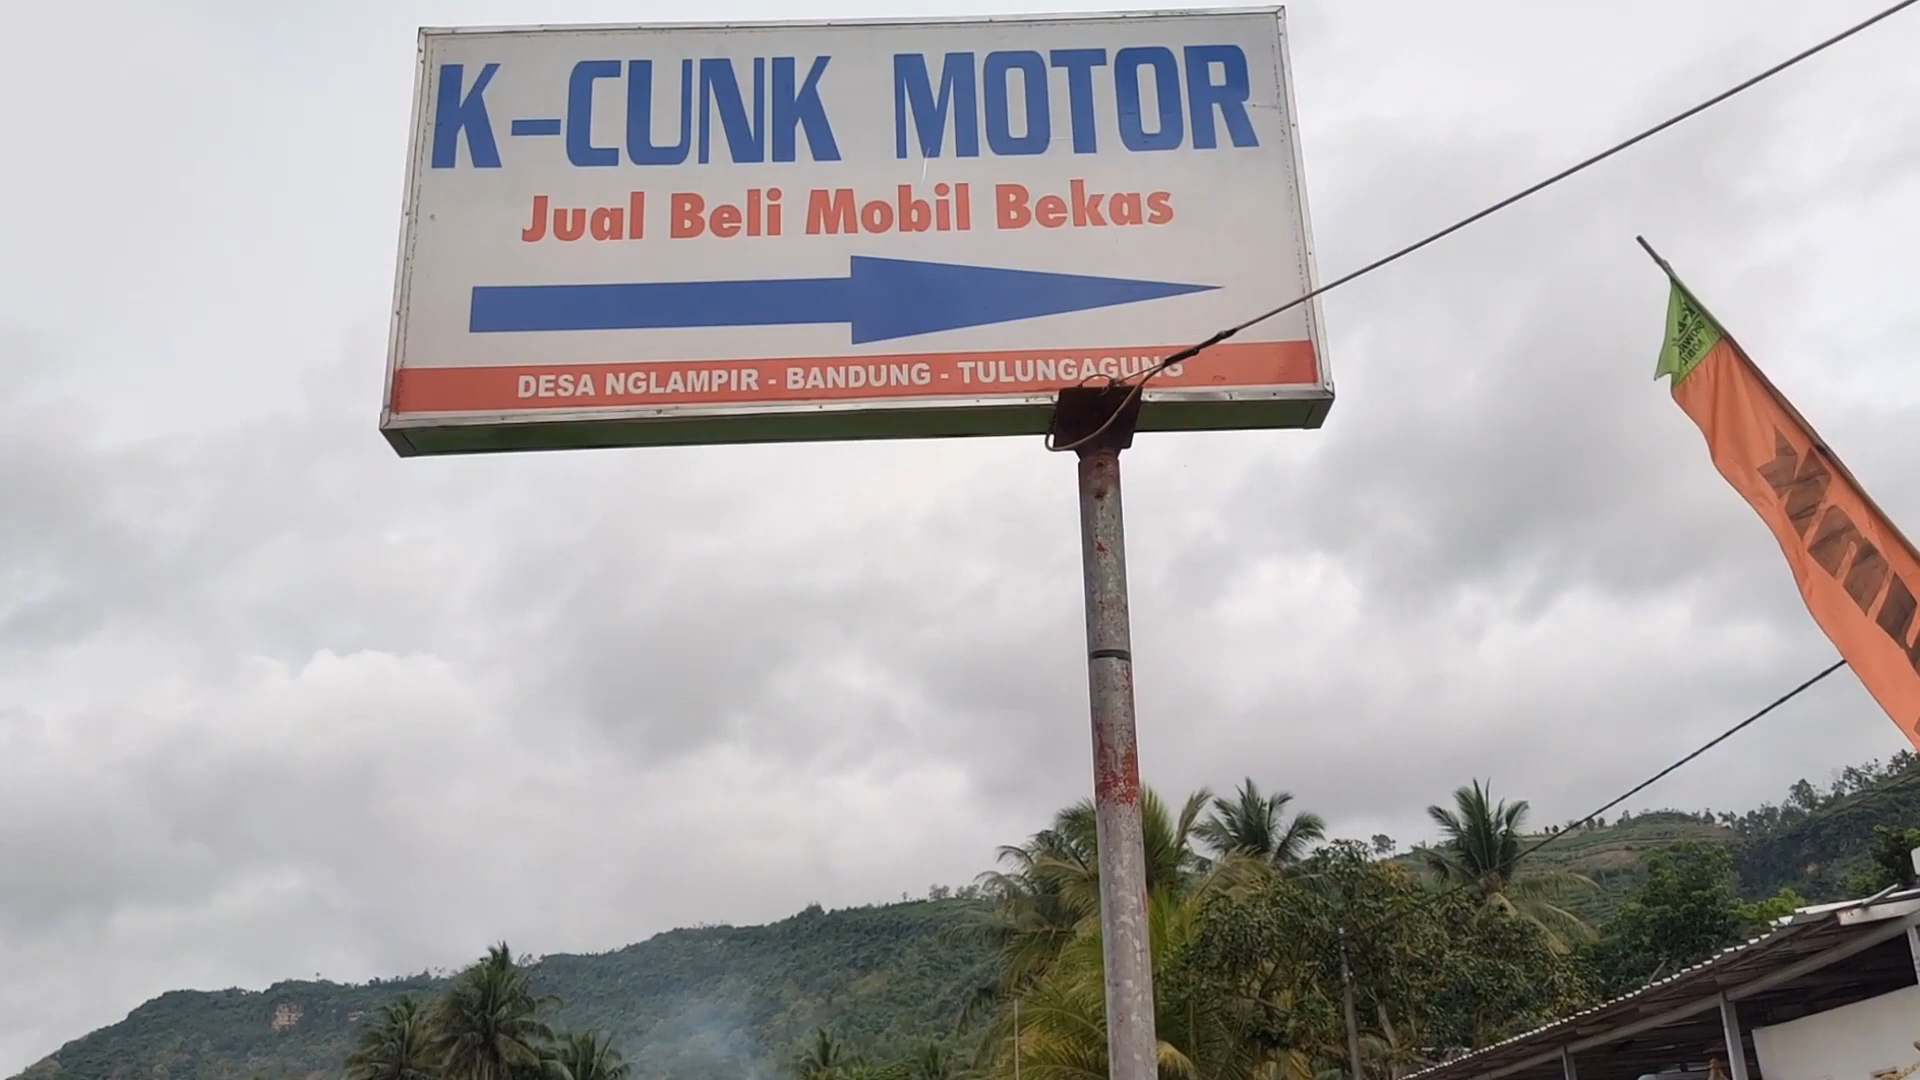 K-CUNK MOTOR
Jual Beli Mobil Bekas
DESA NGLAMPIR - BANDUNG - TULUNGAGUNG